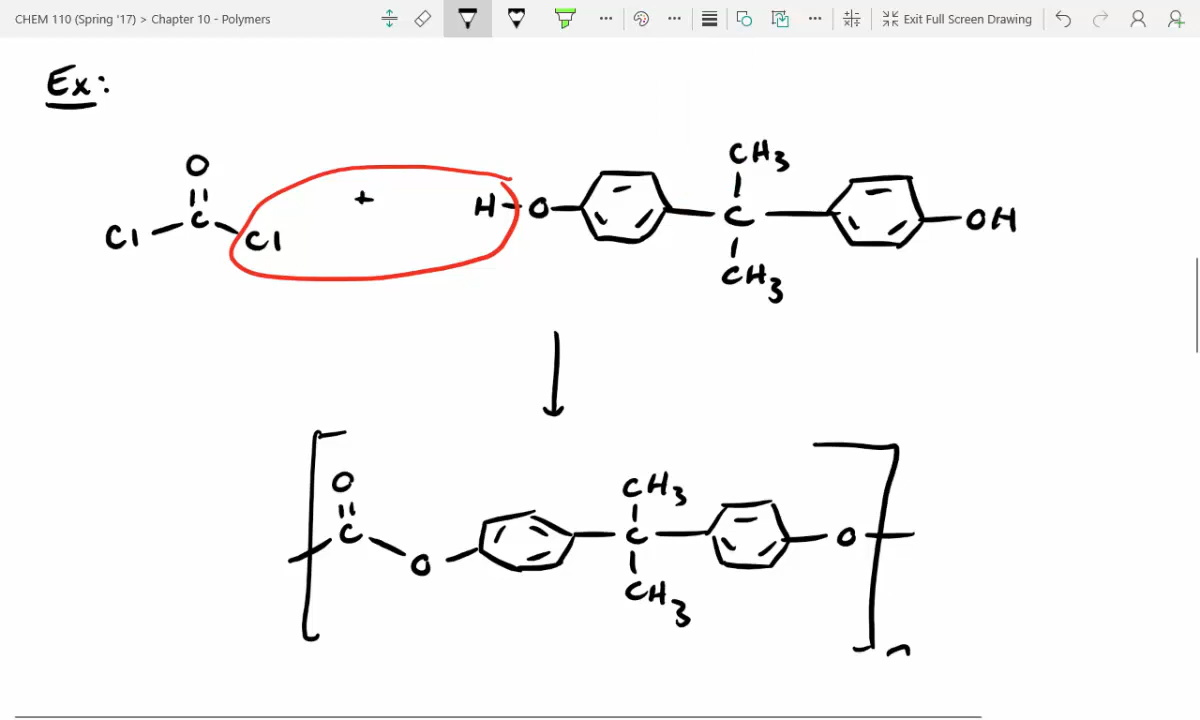 CHEM 110 (Spring '17) > Chapter 10 - Polymers
Exit Full Screen Drawing
Ex:
O
CH3
Cl C Cl + H-O C OH
CH3
O
CH3
C O C O
CH3
n